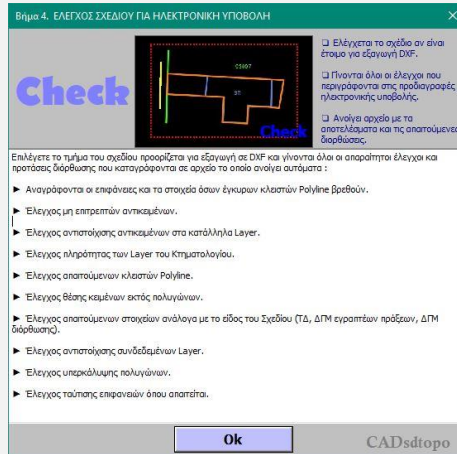 Βήμα 4. ΕΛΕΓΧΟΣ ΣΧΕΔΙΟΥ ΓΙΑ ΗΛΕΚΤΡΟΝΙΚΗ ΥΠΟΒΟΛΗ
Check
Check
❑ Ελέγχεται το σχέδιο αν είναι
έτοιμο για εξαγωγή DXF.
❑ Γίνονται όλοι οι έλεγχοι που
περιγράφονται στις προδιαγραφές
ηλεκτρονικής υποβολής.
❑ Ανοίγει αρχείο με τα
αποτελέσματα και τις απαιτούμενες
διορθώσεις.
Επιλέγετε το τμήμα του σχεδίου προορίζεται για εξαγωγή σε DXF και γίνονται όλοι οι απαραίτητοι έλεγχοι και
προτάσεις διόρθωσης που καταγράφονται σε αρχείο το οποίο ανοίγει αυτόματα :
► Αναγράφονται οι επιφάνειες και τα στοιχεία όσων έγκυρων κλειστών Polyline βρεθούν.
► Έλεγχος μη επιτρεπτών αντικειμένων.
► Έλεγχος αντιστοίχισης αντικειμένων στα κατάλληλα Layer.
► Έλεγχος πληρότητας των Layer του Κτηματολογίου.
► Έλεγχος απαιτούμενων κλειστών Polyline.
► Έλεγχος θέσης κειμένων εκτός πολυγώνων.
► Έλεγχος απαιτούμενων στοιχείων ανάλογα με το είδος του Σχεδίου (ΤΔ, ΔΓΜ εγραπτέων πράξεων, ΔΓΜ
διόρθωσης).
► Έλεγχος αντιστοίχισης συνδεδεμένων Layer.
► Έλεγχος υπερκάλυψης πολυγώνων.
► Έλεγχος ταύτισης επιφανειών όπου απαιτείται.
Ok
CADsdtopo